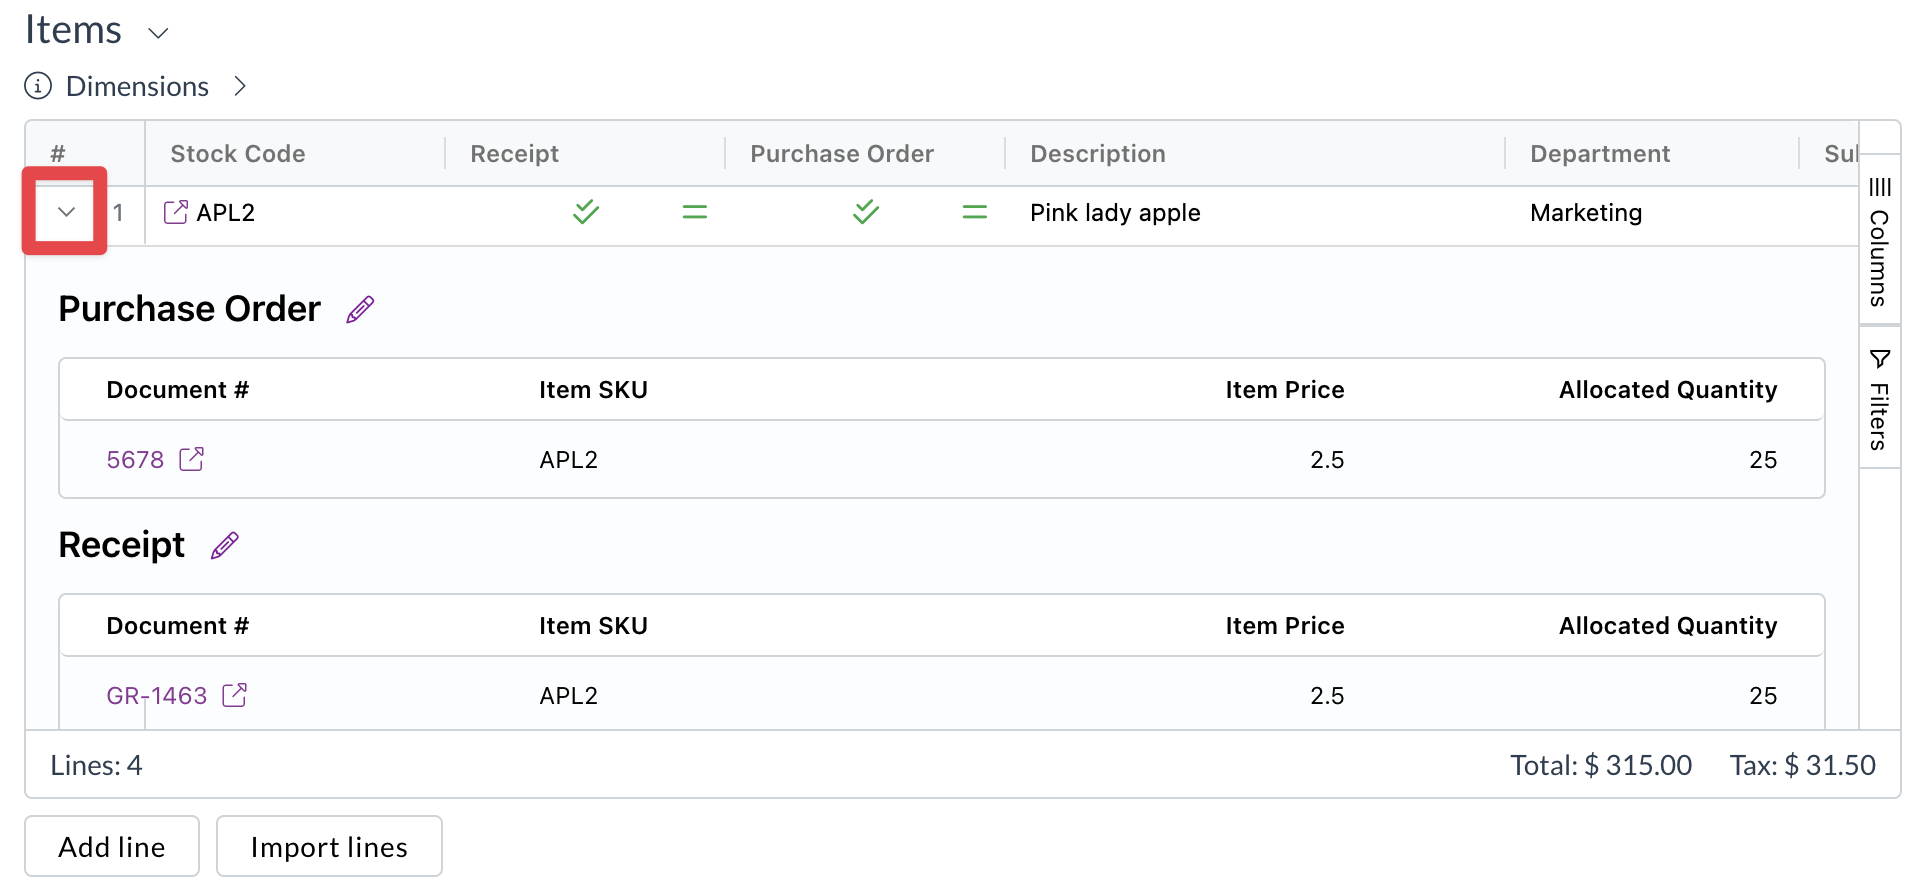 Items
Dimensions
# Stock Code Receipt Purchase Order Description Department
1 APL2 Pink lady apple Marketing
Columns
Filters
Purchase Order
Document # Item SKU Item Price Allocated Quantity
5678 APL2 2.5 25
Receipt
Document # Item SKU Item Price Allocated Quantity
GR-1463 APL2 2.5 25
Lines: 4 Total: $ 315.00 Tax: $ 31.50
Add line Import lines